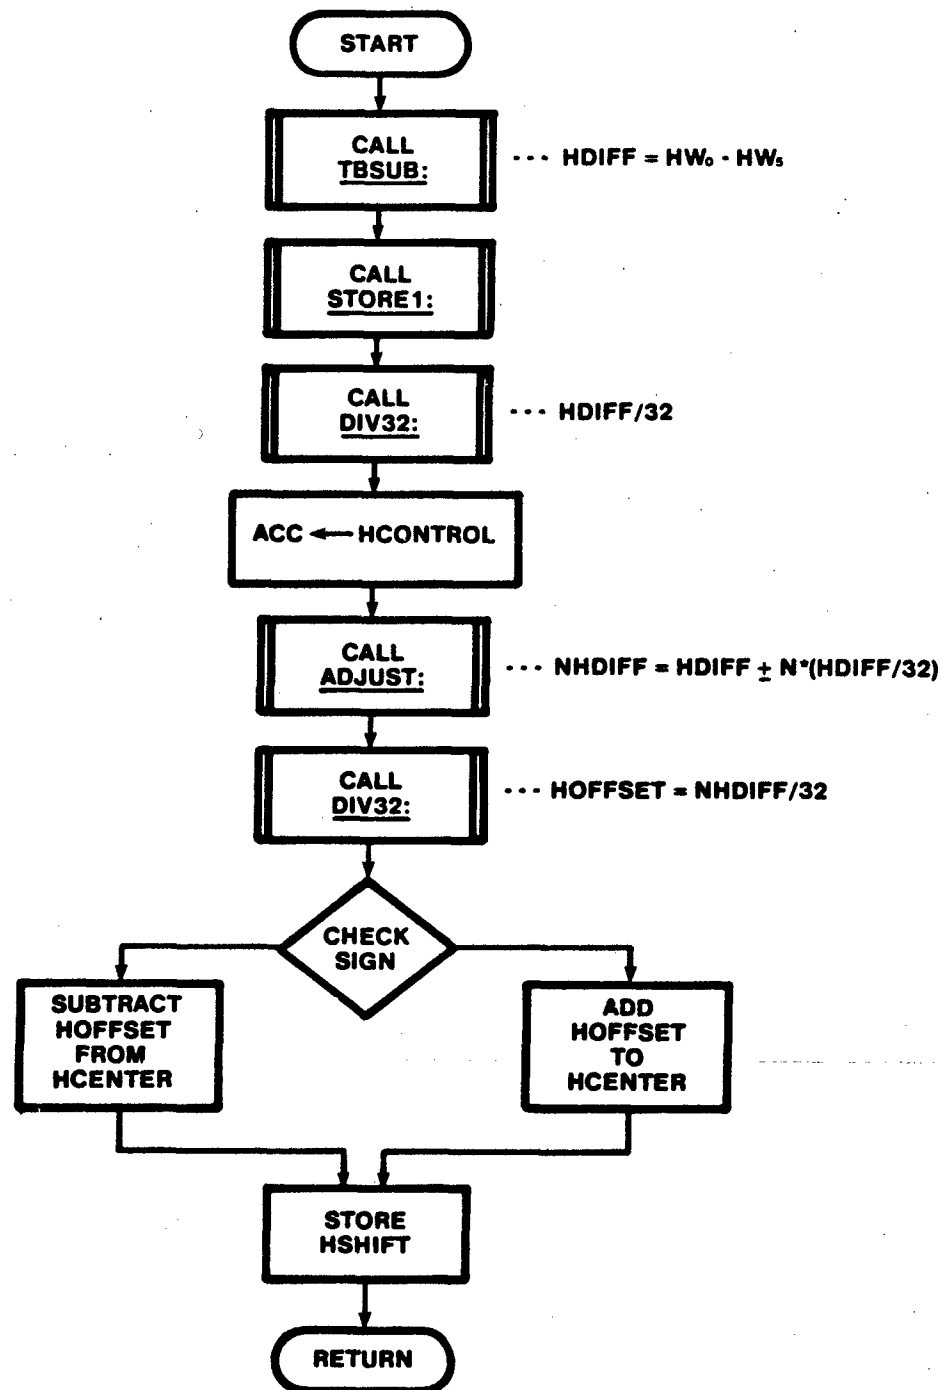 START
CALL
TBSUB:
--- HDIFF = HW₀ - HW₅
CALL
STORE1:
CALL
DIV32:
--- HDIFF/32
ACC ← HCONTROL
CALL
ADJUST:
--- NHDIFF = HDIFF ± N*(HDIFF/32)
CALL
DIV32:
--- HOFFSET = NHDIFF/32
CHECK
SIGN
SUBTRACT
HOFFSET
FROM
HCENTER
ADD
HOFFSET
TO
HCENTER
STORE
HSHIFT
RETURN